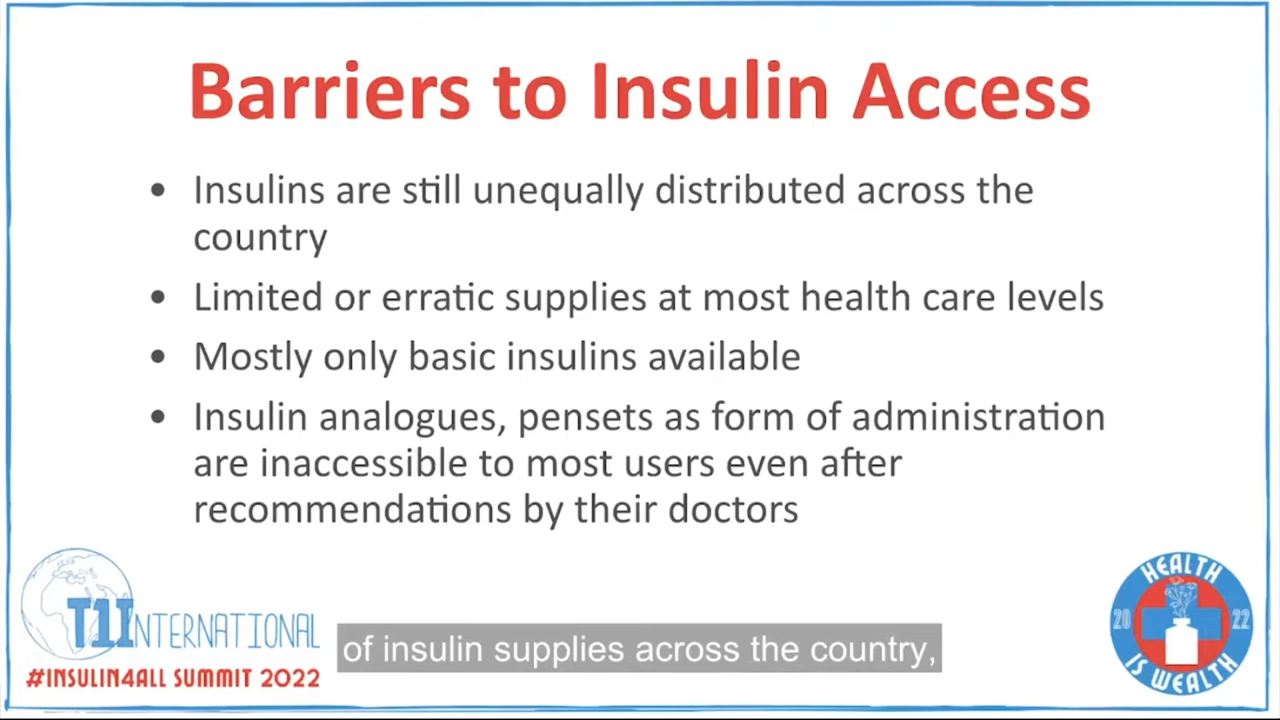 Barriers to Insulin Access
• Insulins are still unequally distributed across the
country
• Limited or erratic supplies at most health care levels
• Mostly only basic insulins available
• Insulin analogues, pensets as form of administration
are inaccessible to most users even after
recommendations by their doctors
T1INTERNATIONAL
#INSULIN4ALL SUMMIT 2022
of insulin supplies across the country,
HEALTH
20 22
IS WEALTH